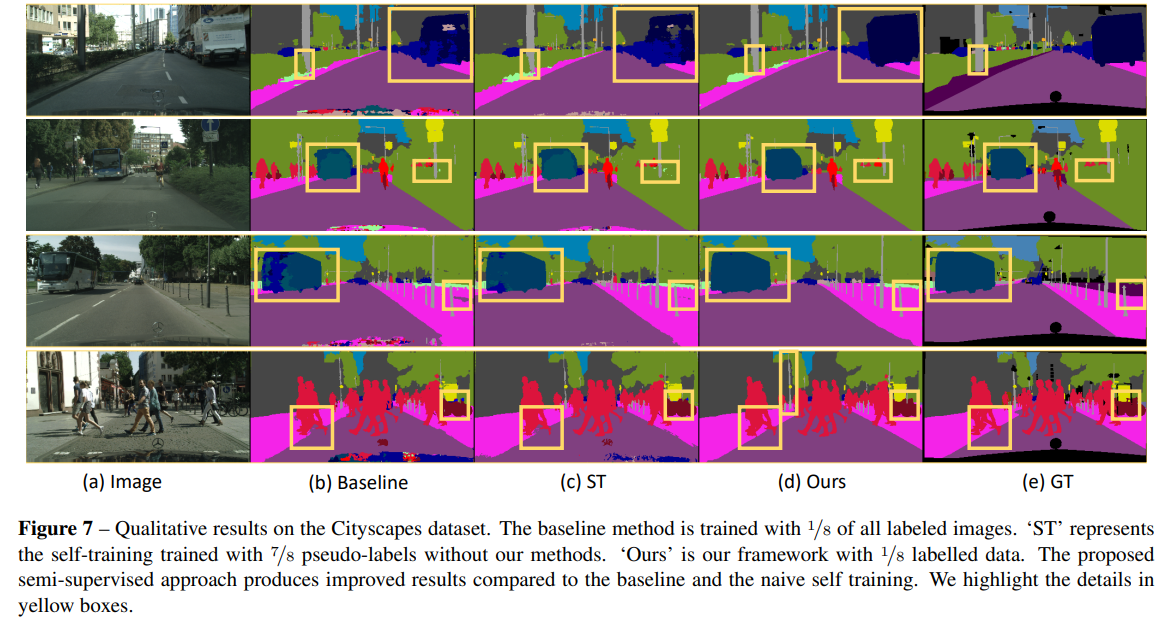 (a) Image
(b) Baseline
(c) ST
(d) Ours
(e) GT
Figure 7 – Qualitative results on the Cityscapes dataset. The baseline method is trained with 1/8 of all labeled images. ‘ST’ represents
the self-training trained with 7/8 pseudo-labels without our methods. ‘Ours’ is our framework with 1/8 labelled data. The proposed
semi-supervised approach produces improved results compared to the baseline and the naive self training. We highlight the details in
yellow boxes.